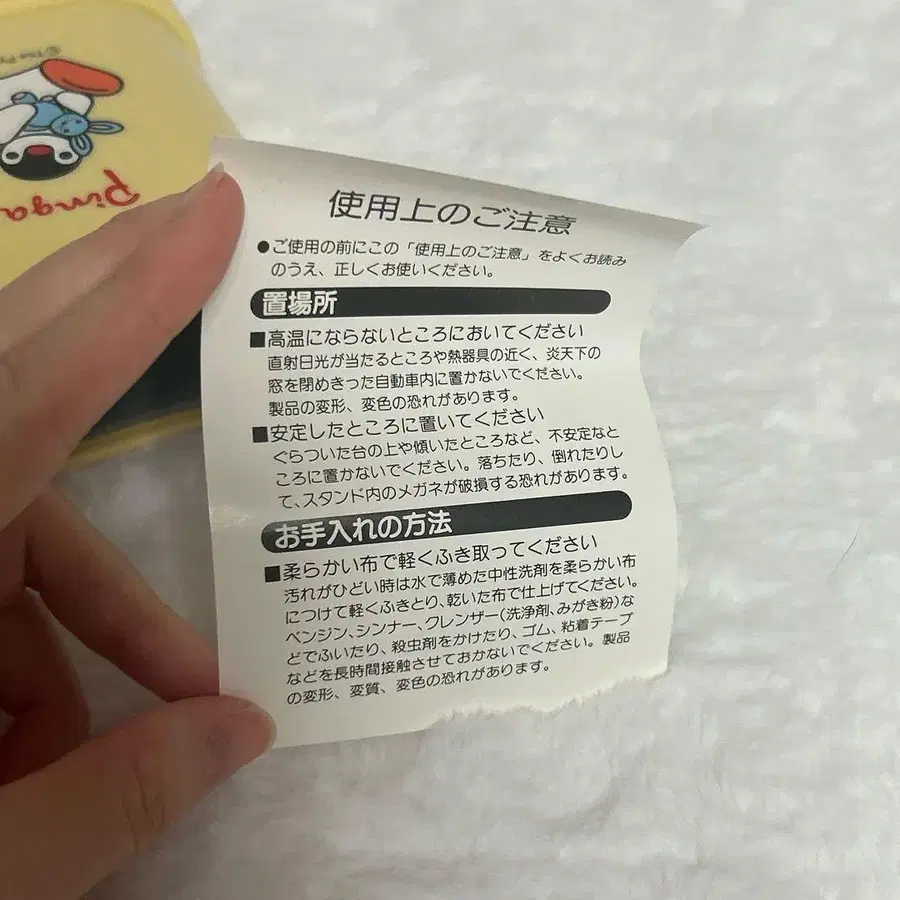 使用上のご注意
●ご使用の前にこの「使用上のご注意」をよくお読み
のうえ、正しくお使いください。
置場所
■高温にならないところにおいてください
直射日光が当たるところや熱器具の近く、炎天下の
窓を閉めきった自動車内に置かないでください。
製品の変形、変色の恐れがあります。
■安定したところに置いてください
ぐらついた台の上や傾いたところなど、不安定なと
ころに置かないでください。落ちたり、倒れたりし
て、スタンド内のメガネが破損する恐れがあります。
お手入れの方法
■柔らかい布で軽くふき取ってください
汚れがひどい時は水で薄めた中性洗剤を柔らかい布
につけて軽くふきとり、乾いた布で仕上げてください。
ベンジン、シンナー、クレンザー(洗浄剤、みがき粉)な
どでふいたり、殺虫剤をかけたり、ゴム、粘着テープ
などを長時間接触させておかないでください。製品
の変形、変質、変色の恐れがあります。
© The
Pinga